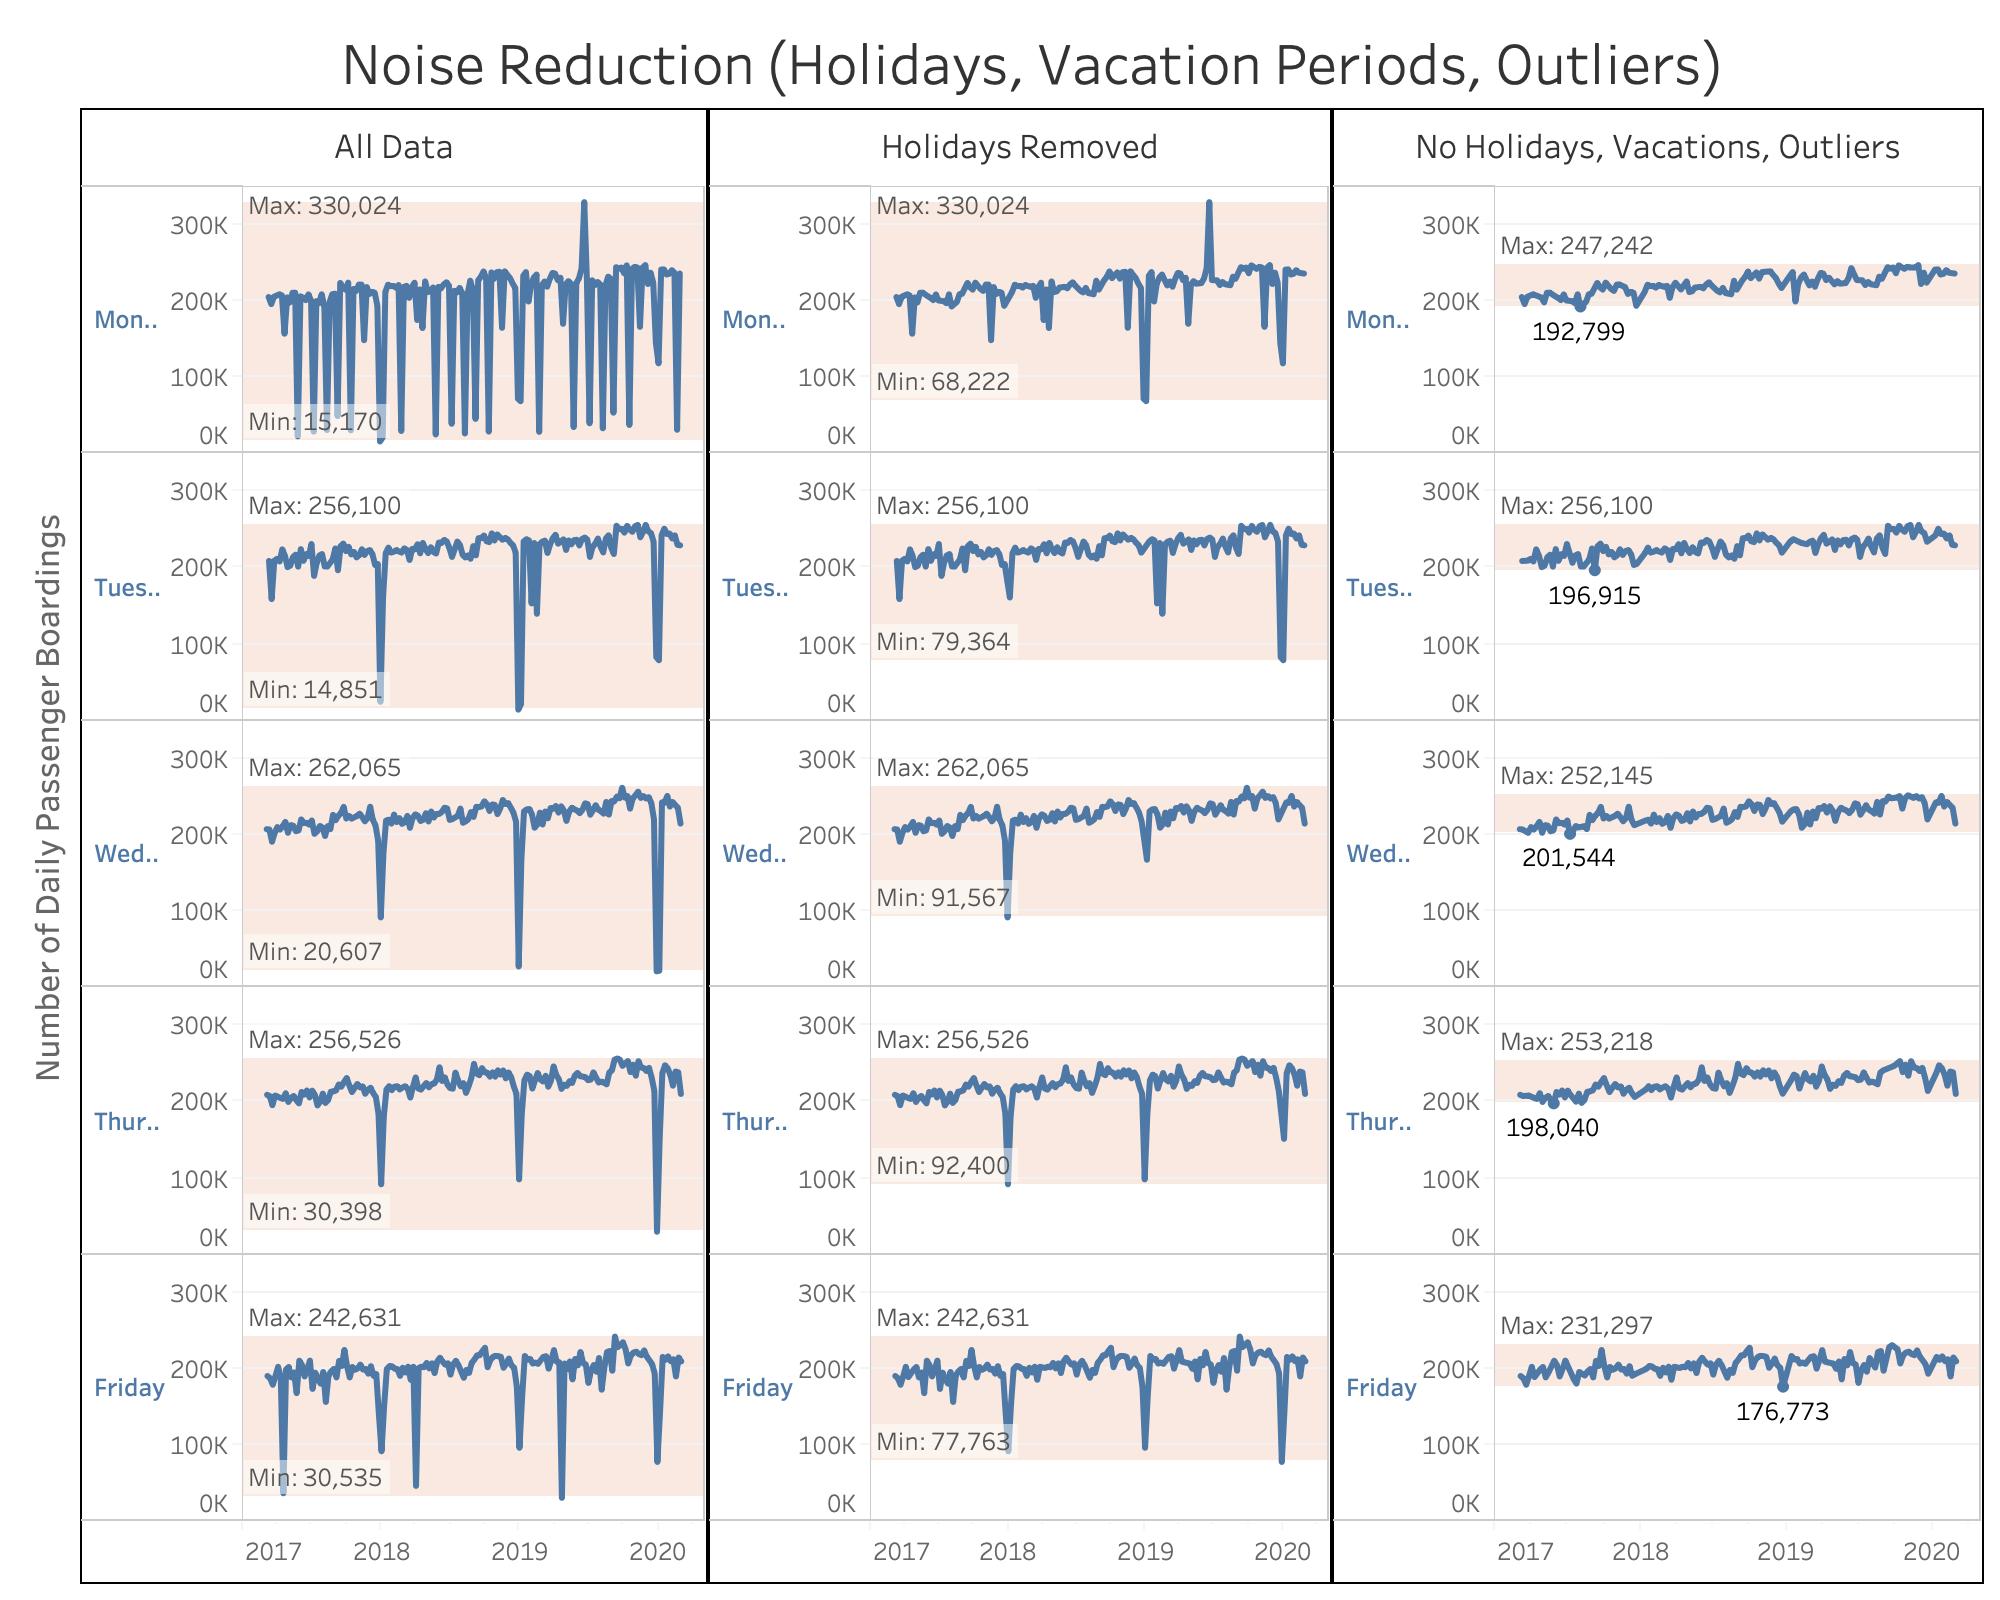 Noise Reduction (Holidays, Vacation Periods, Outliers)
All Data
Holidays Removed
No Holidays, Vacations, Outliers
Number of Daily Passenger Boardings
Mon..
300K
200K
100K
0K
Max: 330,024
Min: 15,170
Mon..
300K
200K
100K
0K
Max: 330,024
Min: 68,222
Mon..
300K
200K
100K
0K
Max: 247,242
192,799
Tues..
300K
200K
100K
0K
Max: 256,100
Min: 14,851
Tues..
300K
200K
100K
0K
Max: 256,100
Min: 79,364
Tues..
300K
200K
100K
0K
Max: 256,100
196,915
Wed..
300K
200K
100K
0K
Max: 262,065
Min: 20,607
Wed..
300K
200K
100K
0K
Max: 262,065
Min: 91,567
Wed..
300K
200K
100K
0K
Max: 252,145
201,544
Thur..
300K
200K
100K
0K
Max: 256,526
Min: 30,398
Thur..
300K
200K
100K
0K
Max: 256,526
Min: 92,400
Thur..
300K
200K
100K
0K
Max: 253,218
198,040
Friday
300K
200K
100K
0K
Max: 242,631
Min: 30,535
Friday
300K
200K
100K
0K
Max: 242,631
Min: 77,763
Friday
300K
200K
100K
0K
Max: 231,297
176,773
2017 2018 2019 2020
2017 2018 2019 2020
2017 2018 2019 2020